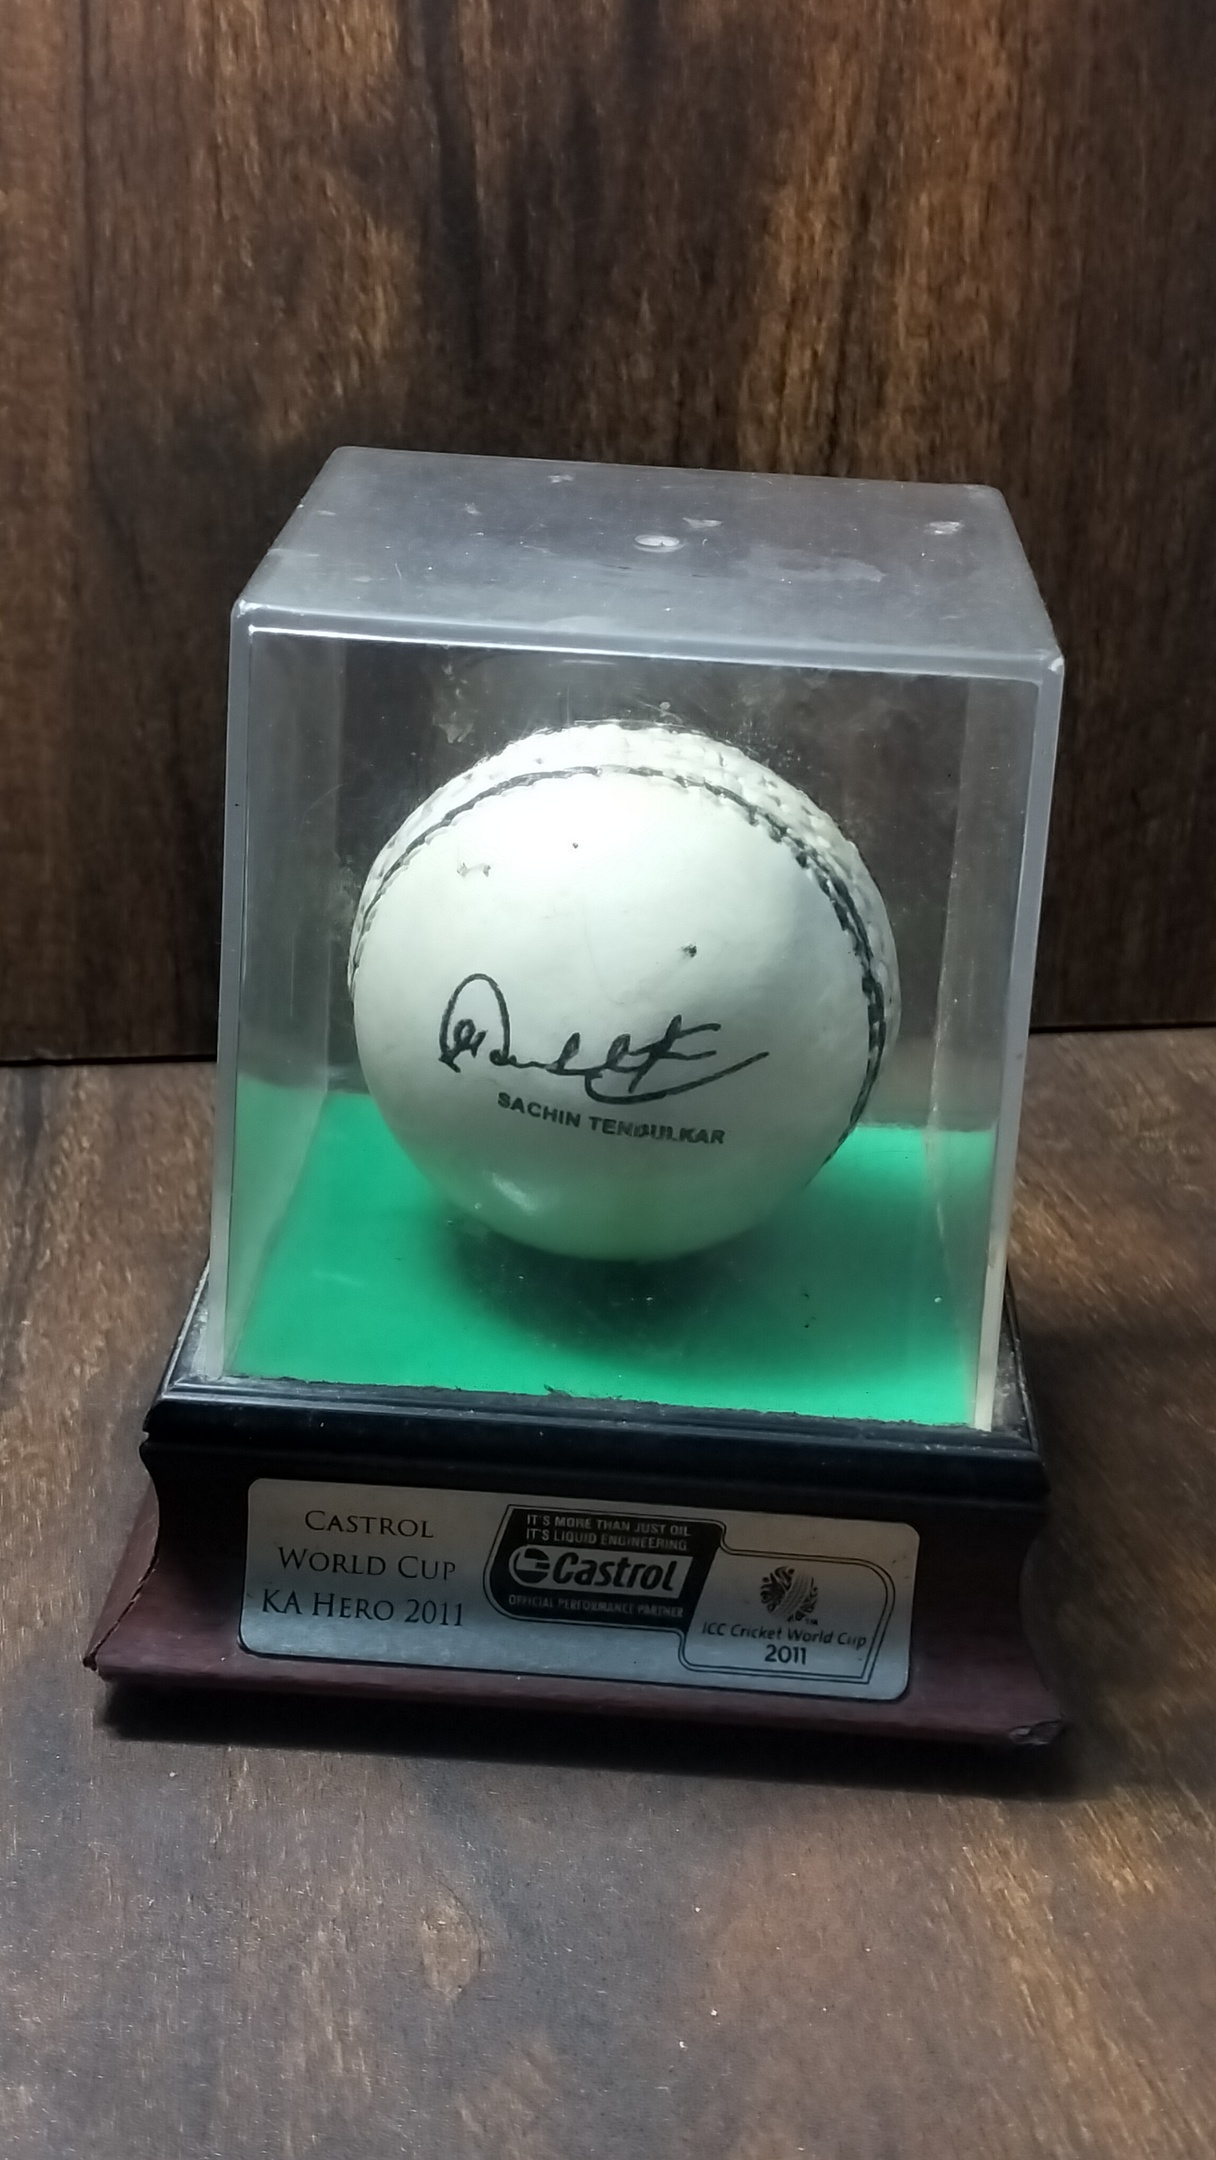 SACHIN TENDULKAR
CASTROL
WORLD CUP
KA HERO 2011
IT'S MORE THAN JUST OIL.
IT'S LIQUID ENGINEERING.
Castrol
OFFICIAL PERFORMANCE PARTNER
ICC Cricket World Cup
2011